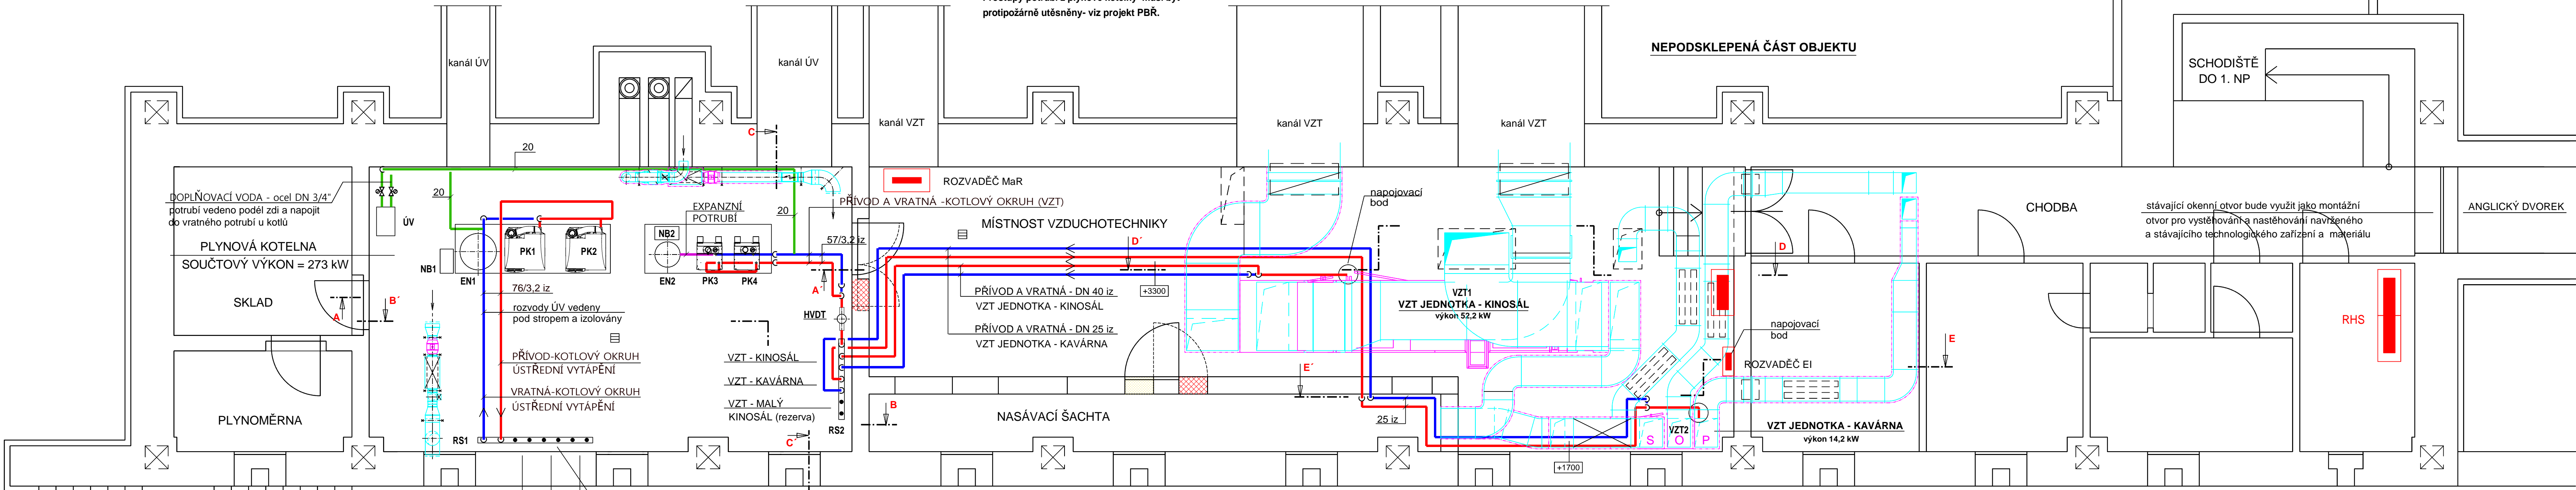 protipožárně utěsněny- viz projekt PBŘ.
NEPODSKLEPENÁ ČÁST OBJEKTU
SCHODIŠTĚ
DO 1. NP
kanál ÚV
kanál ÚV
kanál VZT
kanál VZT
kanál VZT
C
20
20
20
DOPLŇOVACÍ VODA - ocel DN 3/4"
potrubí vedeno podél zdi a napojit
do vratného potrubí u kotlů
ÚV
PLYNOVÁ KOTELNA
SOUČTOVÝ VÝKON = 273 kW
SKLAD
PLYNOMĚRNA
A
B´
NB1
EN1
PK1
PK2
EXPANZNÍ
POTRUBÍ
NB2
EN2
PK3
PK4
76/3,2 iz
rozvody ÚV vedeny
pod stropem a izolovány
PŘÍVOD-KOTLOVÝ OKRUH
ÚSTŘEDNÍ VYTÁPĚNÍ
VRATNÁ-KOTLOVÝ OKRUH
ÚSTŘEDNÍ VYTÁPĚNÍ
RS1
ROZVADĚČ MaR
PŘÍVOD A VRATNÁ -KOTLOVÝ OKRUH (VZT)
57/3,2 iz
A´
HVDT
VZT - KINOSÁL
VZT - KAVÁRNA
VZT - MALÝ
KINOSÁL (rezerva)
RS2
C´
B
MÍSTNOST VZDUCHOTECHNIKY
D´
+3300
PŘÍVOD A VRATNÁ - DN 40 iz
VZT JEDNOTKA - KINOSÁL
PŘÍVOD A VRATNÁ - DN 25 iz
VZT JEDNOTKA - KAVÁRNA
NASÁVACÍ ŠACHTA
E´
25 iz
napojovací
bod
VZT1
VZT JEDNOTKA - KINOSÁL
výkon 52,2 kW
+1700
S O P
VZT2
VZT JEDNOTKA - KAVÁRNA
výkon 14,2 kW
napojovací
bod
ROZVADĚČ El
D
E
CHODBA
stávající okenní otvor bude využit jako montážní
otvor pro vystěhování a nastěhování navrženého
a stávajícího technologického zařízení a materiálu
ANGLICKÝ DVOREK
RHS